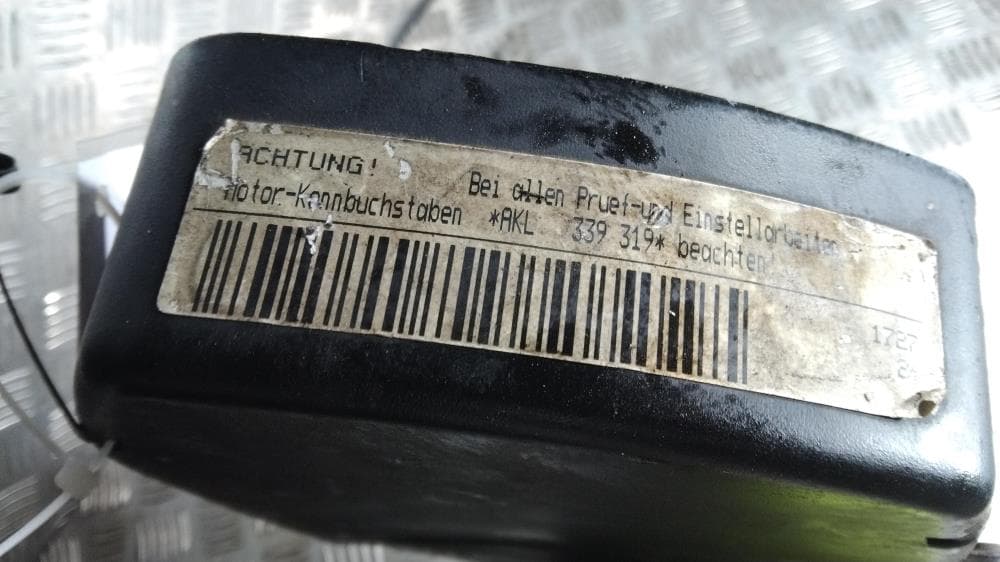 ACHTUNG! Bei allen Pruef-und Einstellarbeiten
Motor-Kennbuchstaben *AKL 339 319* beachten!
1727